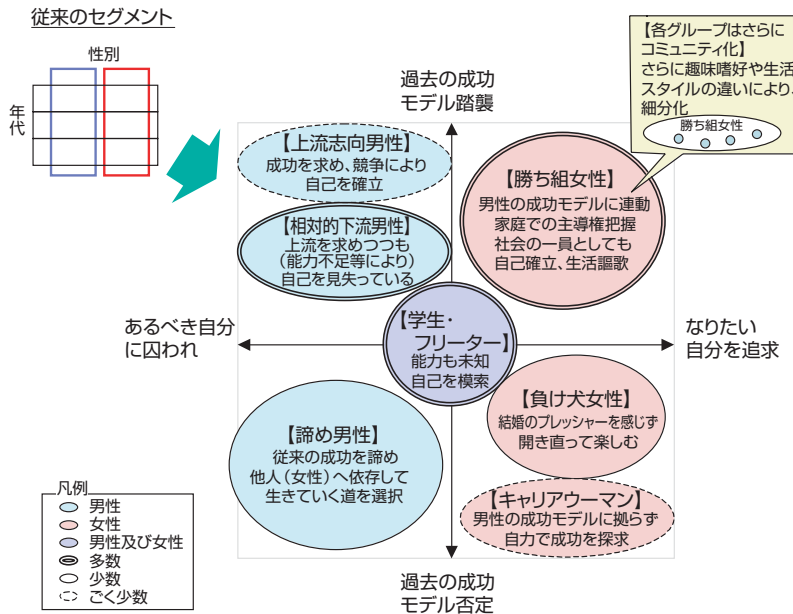 従来のセグメント
性別
年代
【各グループはさらに
コミュニティ化】
さらに趣味嗜好や生活
スタイルの違いにより、
細分化
勝ち組女性
過去の成功
モデル踏襲
【上流志向男性】
成功を求め、競争により
自己を確立
【相対的下流男性】
上流を求めつつも
(能力不足等により)
自己を見失っている
【勝ち組女性】
男性の成功モデルに連動
家庭での主導権把握
社会の一員としても
自己確立、生活謳歌
あるべき自分
に囚われ
【学生・
フリーター】
能力も未知
自己を模索
なりたい
自分を追求
【諦め男性】
従来の成功を諦め
他人(女性)へ依存して
生きていく道を選択
【負け犬女性】
結婚のプレッシャーを感じず
開き直って楽しむ
【キャリアウーマン】
男性の成功モデルに拠らず
自力で成功を探求
過去の成功
モデル否定
凡例
男性
女性
男性及び女性
多数
少数
ごく少数